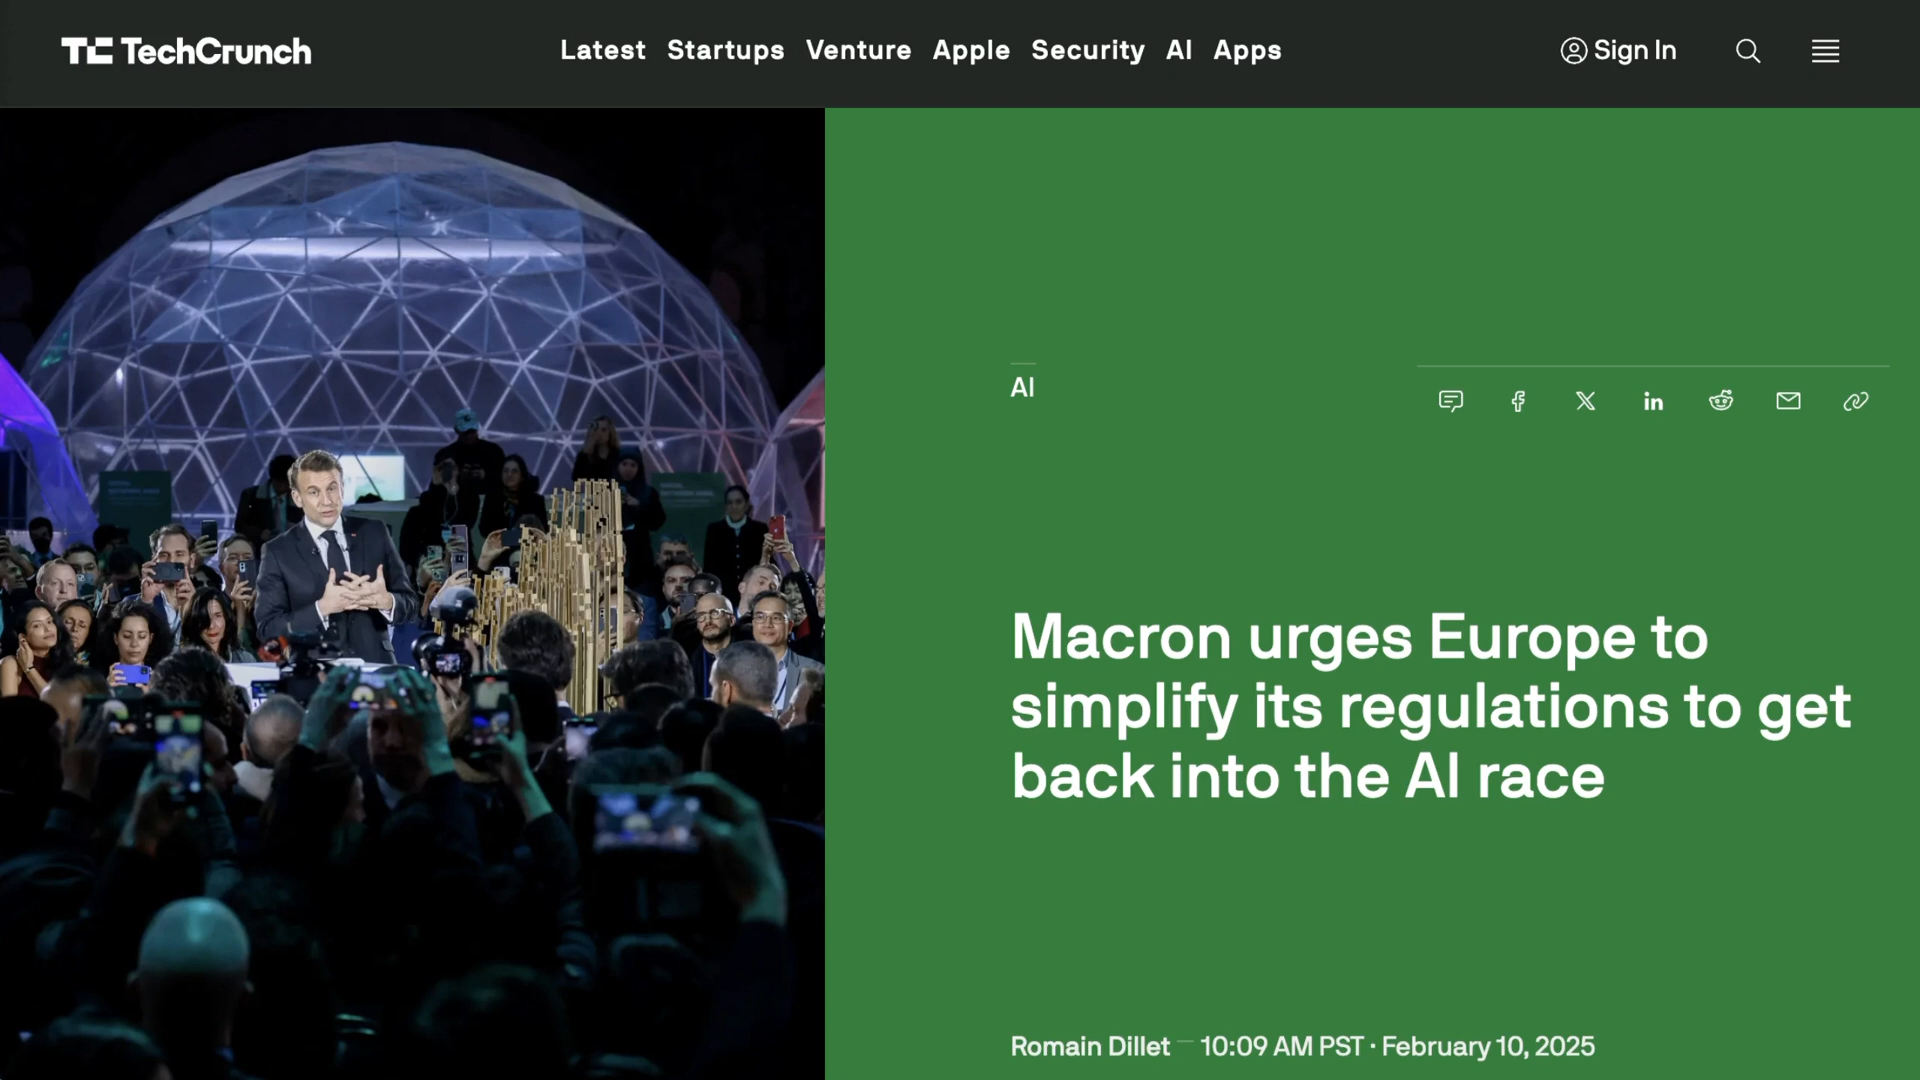 TechCrunch
Latest Startups Venture Apple Security AI Apps
Sign In
AI
Macron urges Europe to
simplify its regulations to get
back into the AI race
Romain Dillet — 10:09 AM PST · February 10, 2025